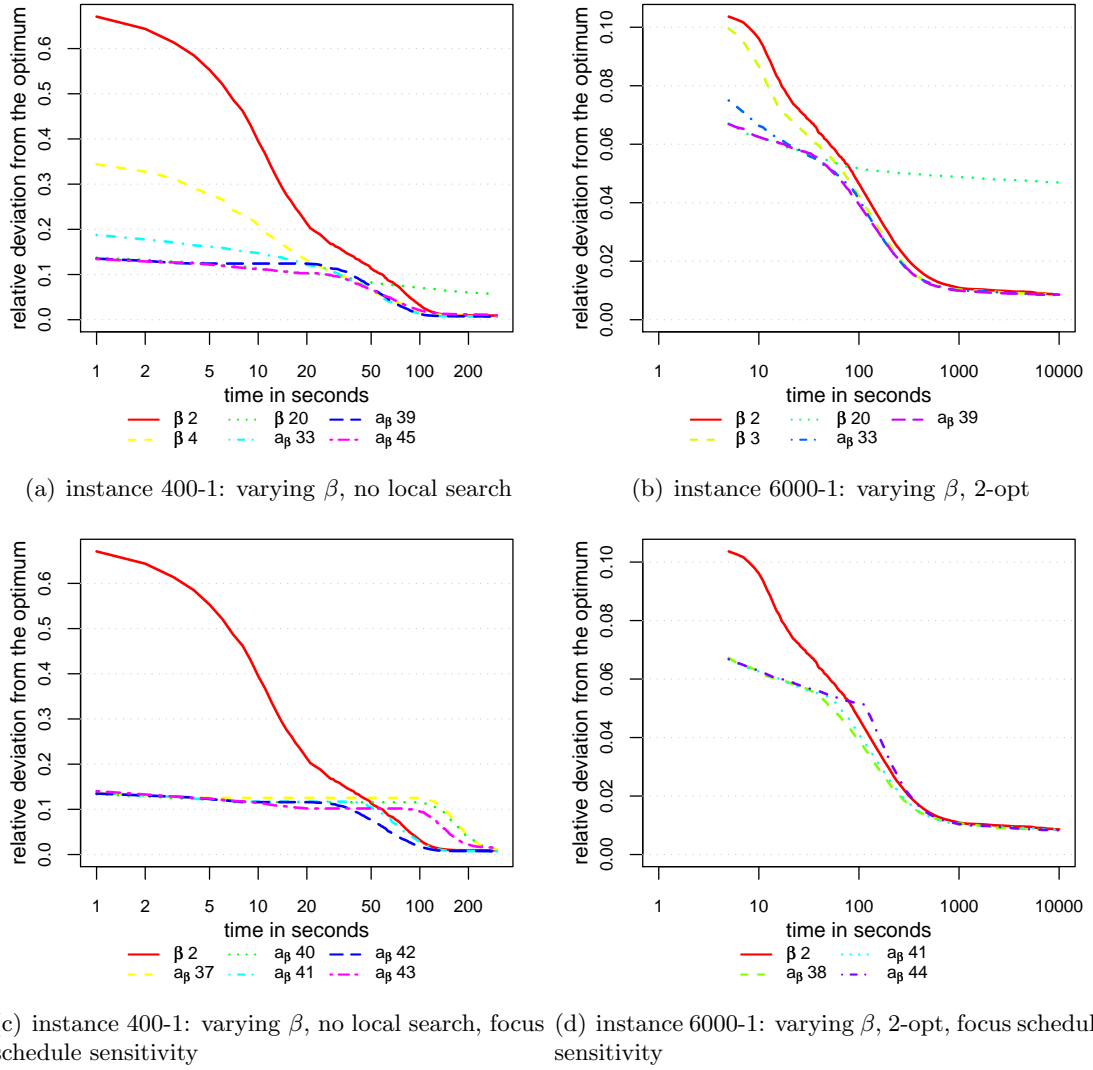 relative deviation from the optimum
0.0 0.1 0.2 0.3 0.4 0.5 0.6
1 2 5 10 20 50 100 200
time in seconds
β 2 β 20 aβ 39
β 4 aβ 33 aβ 45
(a) instance 400-1: varying β, no local search
relative deviation from the optimum
0.00 0.02 0.04 0.06 0.08 0.10
1 10 100 1000 10000
time in seconds
β 2 β 20 aβ 39
β 3 aβ 33
(b) instance 6000-1: varying β, 2-opt
relative deviation from the optimum
0.0 0.1 0.2 0.3 0.4 0.5 0.6
1 2 5 10 20 50 100 200
time in seconds
β 2 aβ 40 aβ 42
aβ 37 aβ 41 aβ 43
c) instance 400-1: varying β, no local search, focus
schedule sensitivity
relative deviation from the optimum
0.00 0.02 0.04 0.06 0.08 0.10
1 10 100 1000 10000
time in seconds
β 2 aβ 41
aβ 38 aβ 44
(d) instance 6000-1: varying β, 2-opt, focus schedul
sensitivity